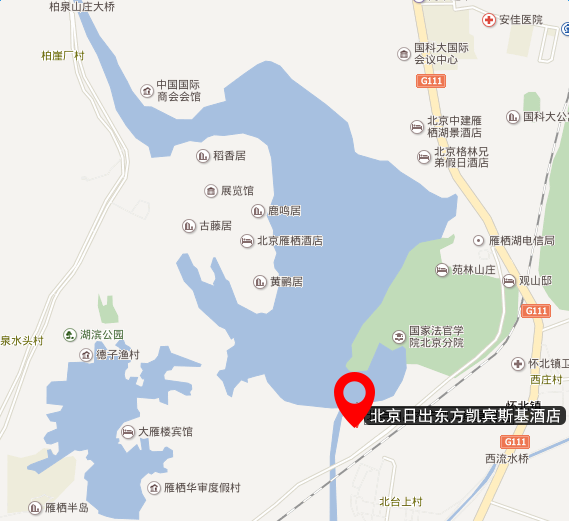 柏泉山庄大桥
安佳医院
柏崖厂村
国科大国际
会议中心
G111
中国国际
商会会馆
国科大公
北京中建雁
栖湖景酒店
稻香居
北京格林兄
弟假日酒店
展览馆
鹿鸣居
古藤居
北京雁栖酒店
雁栖湖电信局
苑林山庄
黄鹂居
观山邸
G111
湖滨公园
国家法官学
院北京分院
泉水头村
德子渔村
怀北镇卫
西庄村
怀北镇
北京日出东方凯宾斯基酒店
大雁楼宾馆
G111
西流水桥
雁栖华审度假村
北台上村
雁栖半岛